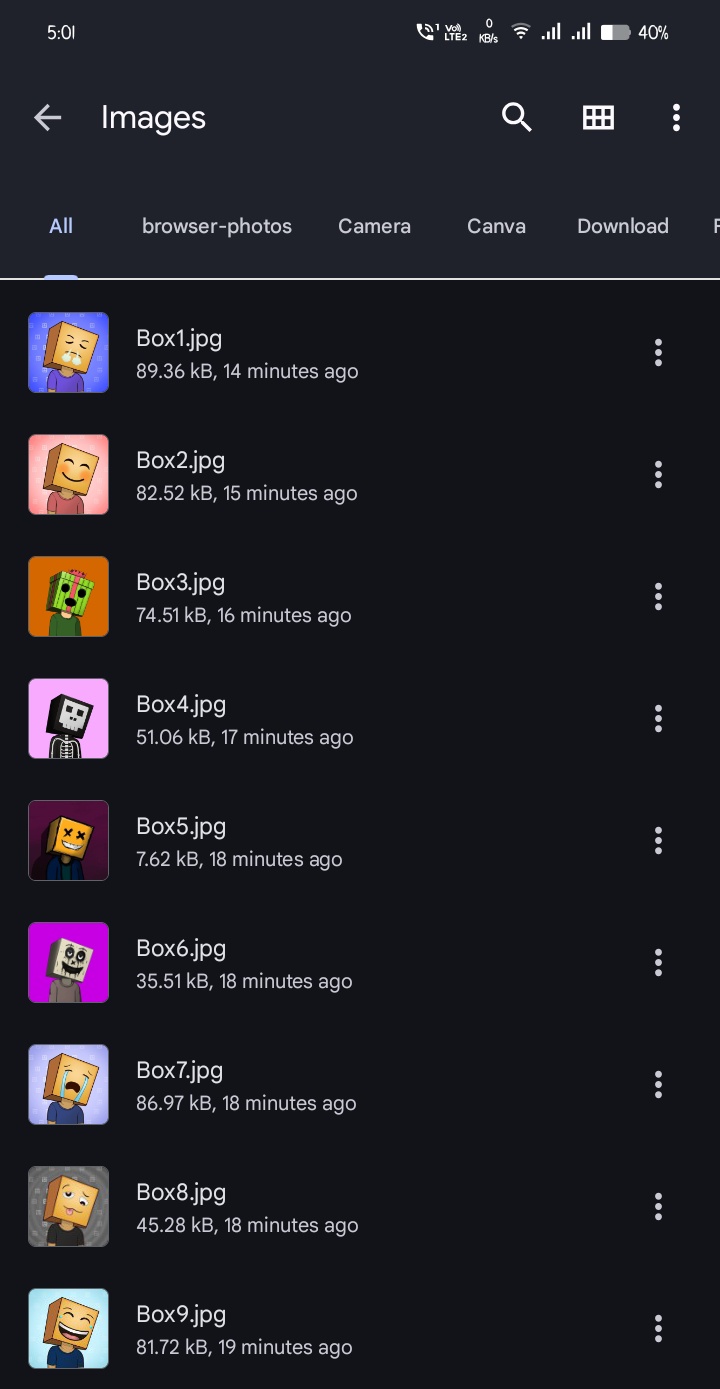 5:01
1 Vo)) LTE2 0 KB/s 40%
Images
All browser-photos Camera Canva Download F
Box1.jpg
89.36 kB, 14 minutes ago
Box2.jpg
82.52 kB, 15 minutes ago
Box3.jpg
74.51 kB, 16 minutes ago
Box4.jpg
51.06 kB, 17 minutes ago
Box5.jpg
7.62 kB, 18 minutes ago
Box6.jpg
35.51 kB, 18 minutes ago
Box7.jpg
86.97 kB, 18 minutes ago
Box8.jpg
45.28 kB, 18 minutes ago
Box9.jpg
81.72 kB, 19 minutes ago